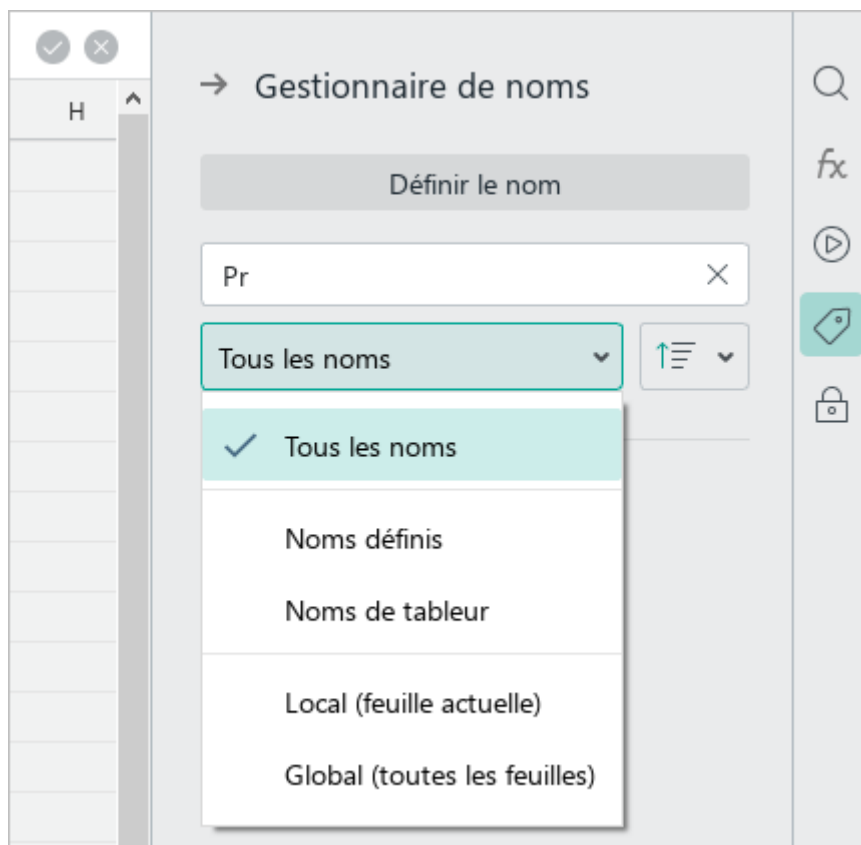 H
Gestionnaire de noms
Définir le nom
Pr
Tous les noms
Tous les noms
Noms définis
Noms de tableur
Local (feuille actuelle)
Global (toutes les feuilles)
fx